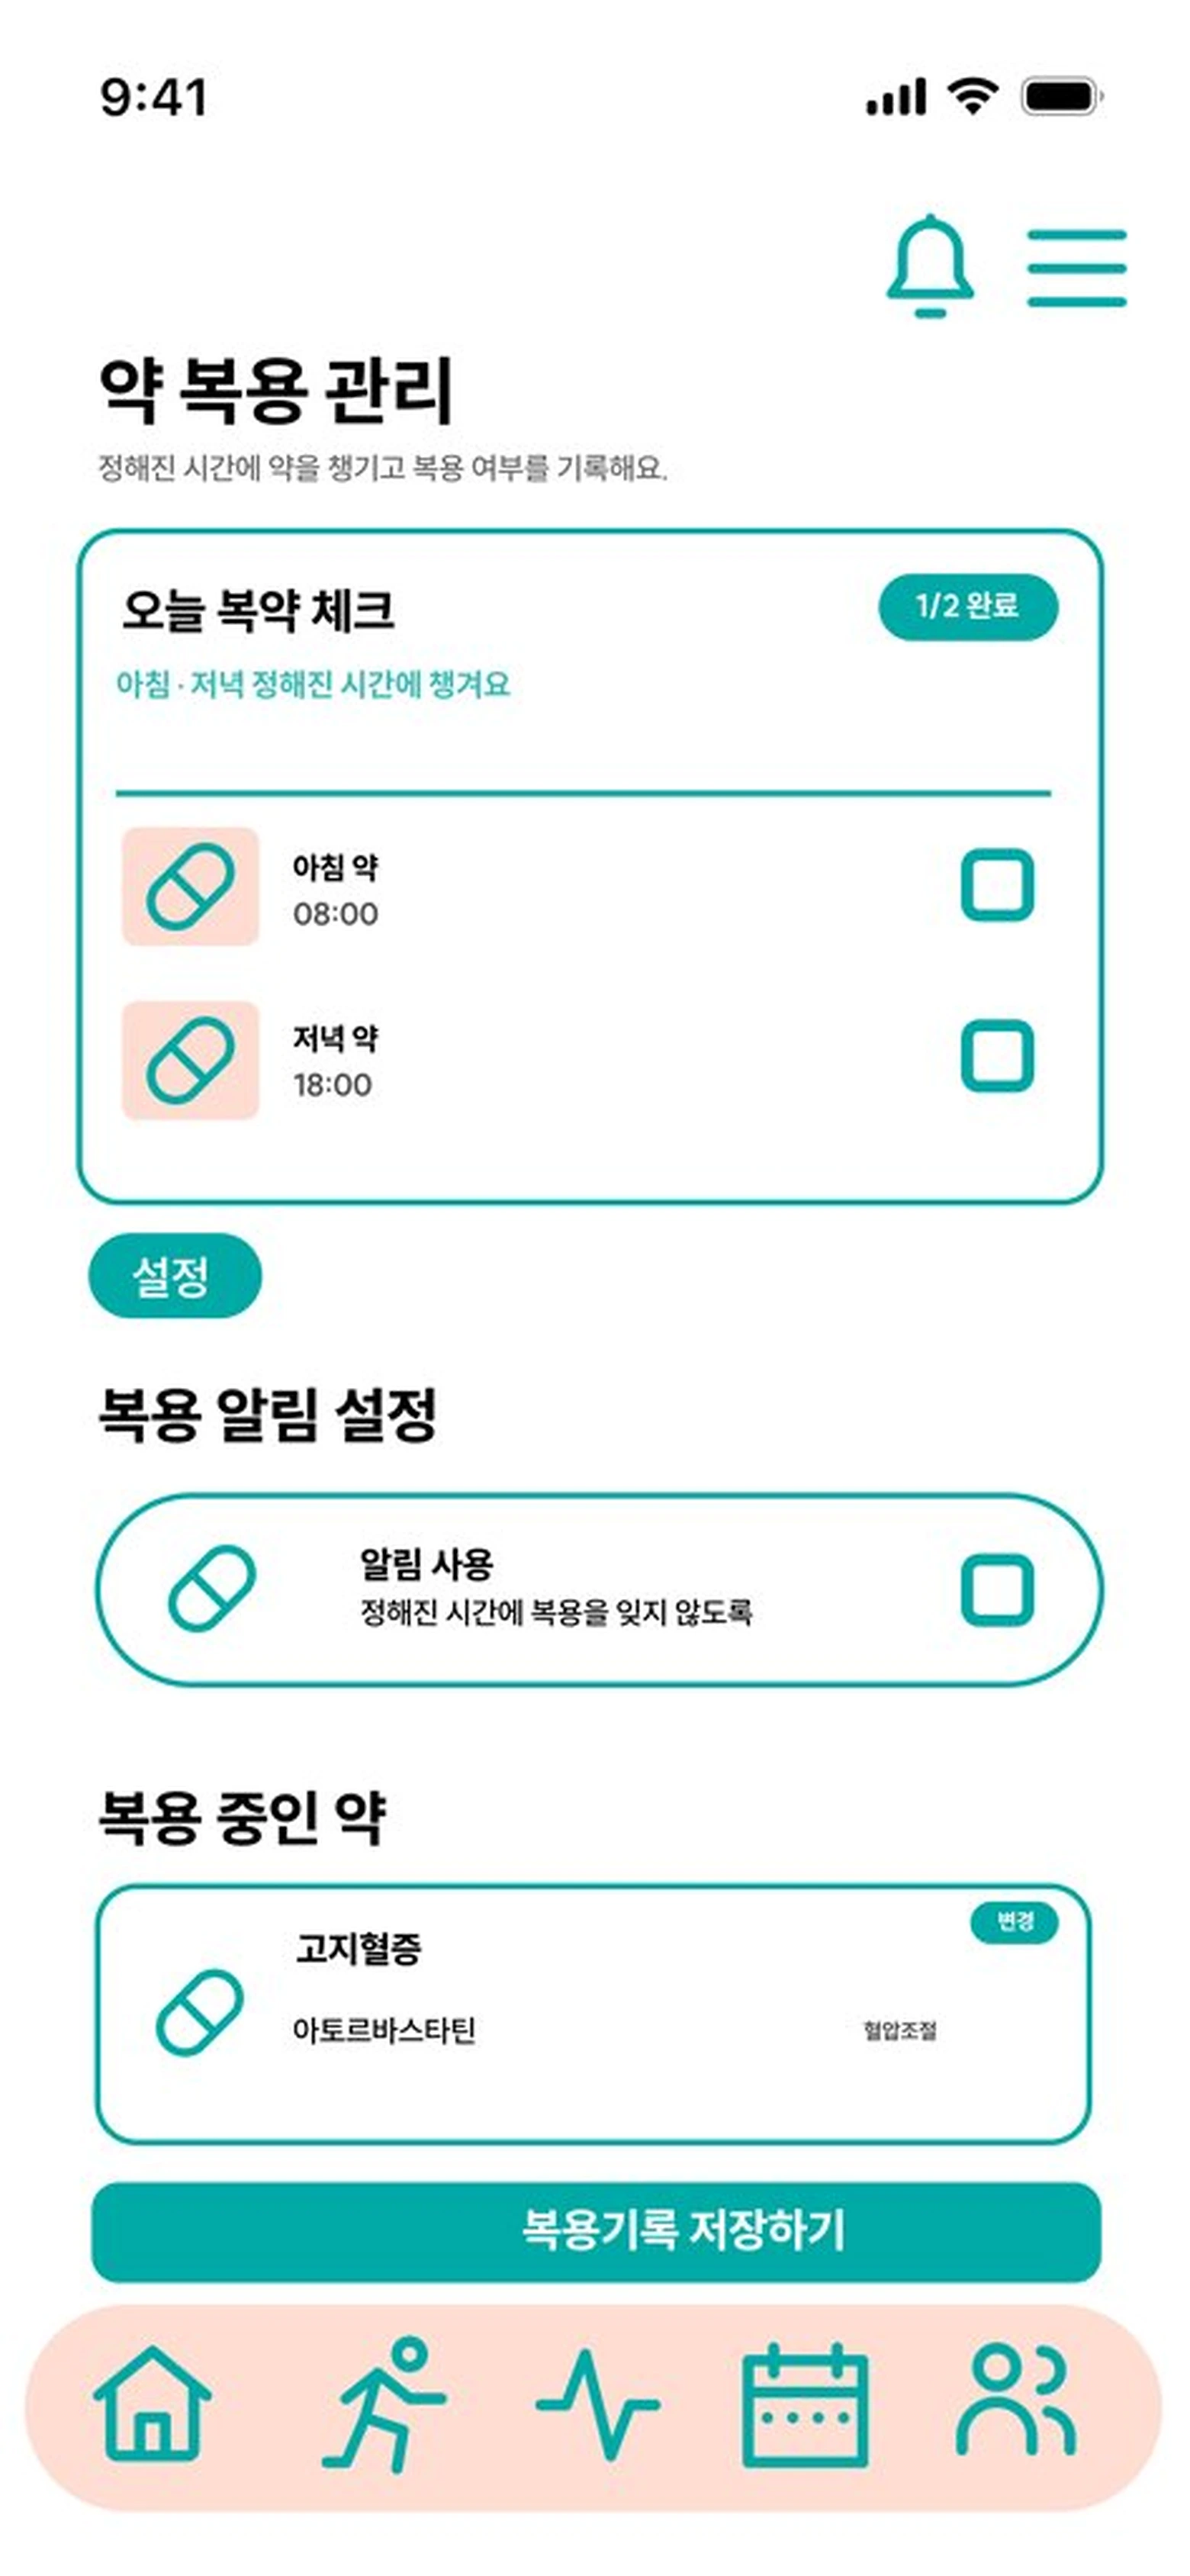 9:41
약 복용 관리
정해진 시간에 약을 챙기고 복용 여부를 기록해요.
오늘 복약 체크
1/2 완료
아침 · 저녁 정해진 시간에 챙겨요
아침 약
08:00
저녁 약
18:00
설정
복용 알림 설정
알림 사용
정해진 시간에 복용을 잊지 않도록
복용 중인 약
변경
고지혈증
아토르바스타틴
혈압조절
복용기록 저장하기